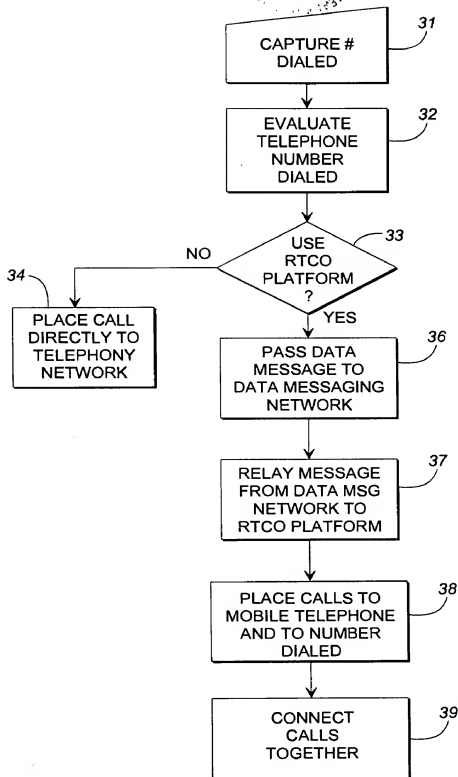 31
CAPTURE #
DIALED
32
EVALUATE
TELEPHONE
NUMBER
DIALED
33
USE
RTCO
PLATFORM
?
NO
YES
34
PLACE CALL
DIRECTLY TO
TELEPHONY
NETWORK
36
PASS DATA
MESSAGE TO
DATA MESSAGING
NETWORK
37
RELAY MESSAGE
FROM DATA MSG
NETWORK TO
RTCO PLATFORM
38
PLACE CALLS TO
MOBILE TELEPHONE
AND TO NUMBER
DIALED
39
CONNECT
CALLS
TOGETHER